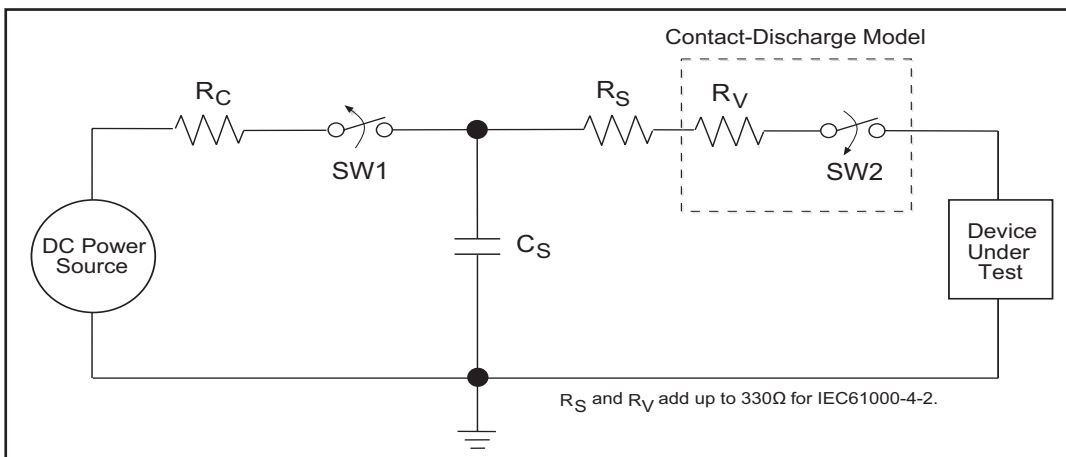 Contact-Discharge Model
RC
RS
RV
SW1
SW2
DC Power
Source
CS
Device
Under
Test
RS and RV add up to 330Ω for IEC61000-4-2.